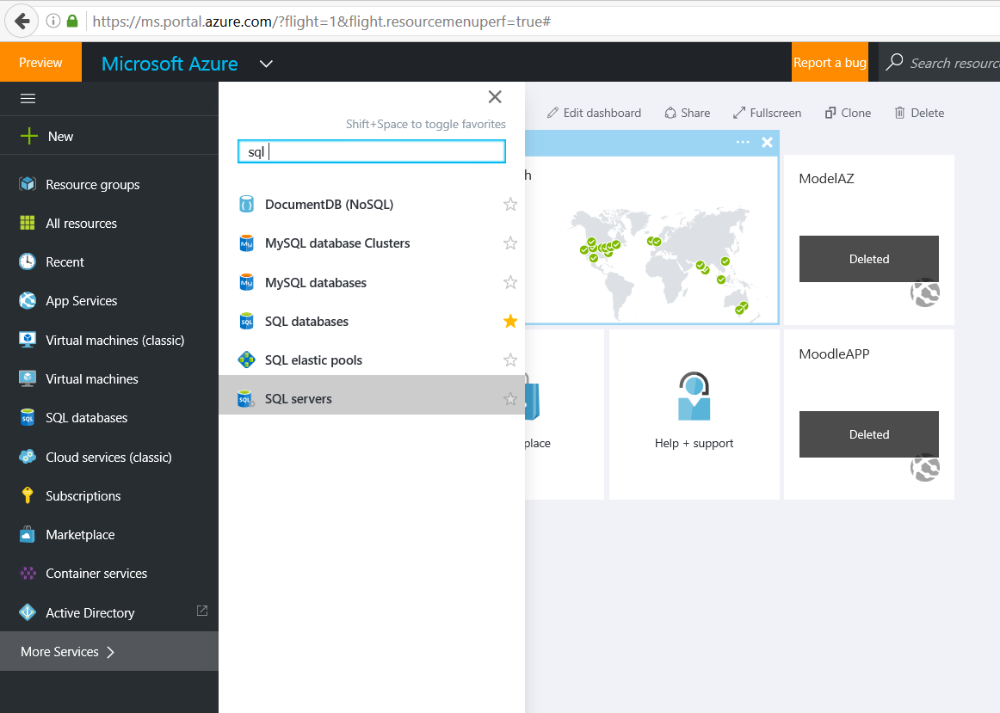 https://ms.portal.azure.com/?flight=1&flight.resourcemenuperf=true#
Preview
Microsoft Azure
Report a bug
Search resourc
New
Resource groups
All resources
Recent
App Services
Virtual machines (classic)
Virtual machines
SQL databases
Cloud services (classic)
Subscriptions
Marketplace
Container services
Active Directory
More Services
Shift+Space to toggle favorites
sql
DocumentDB (NoSQL)
MySQL database Clusters
MySQL databases
SQL databases
SQL elastic pools
SQL servers
Edit dashboard
Share
Fullscreen
Clone
Delete
h
ModelAZ
Deleted
place
Help + support
MoodleAPP
Deleted